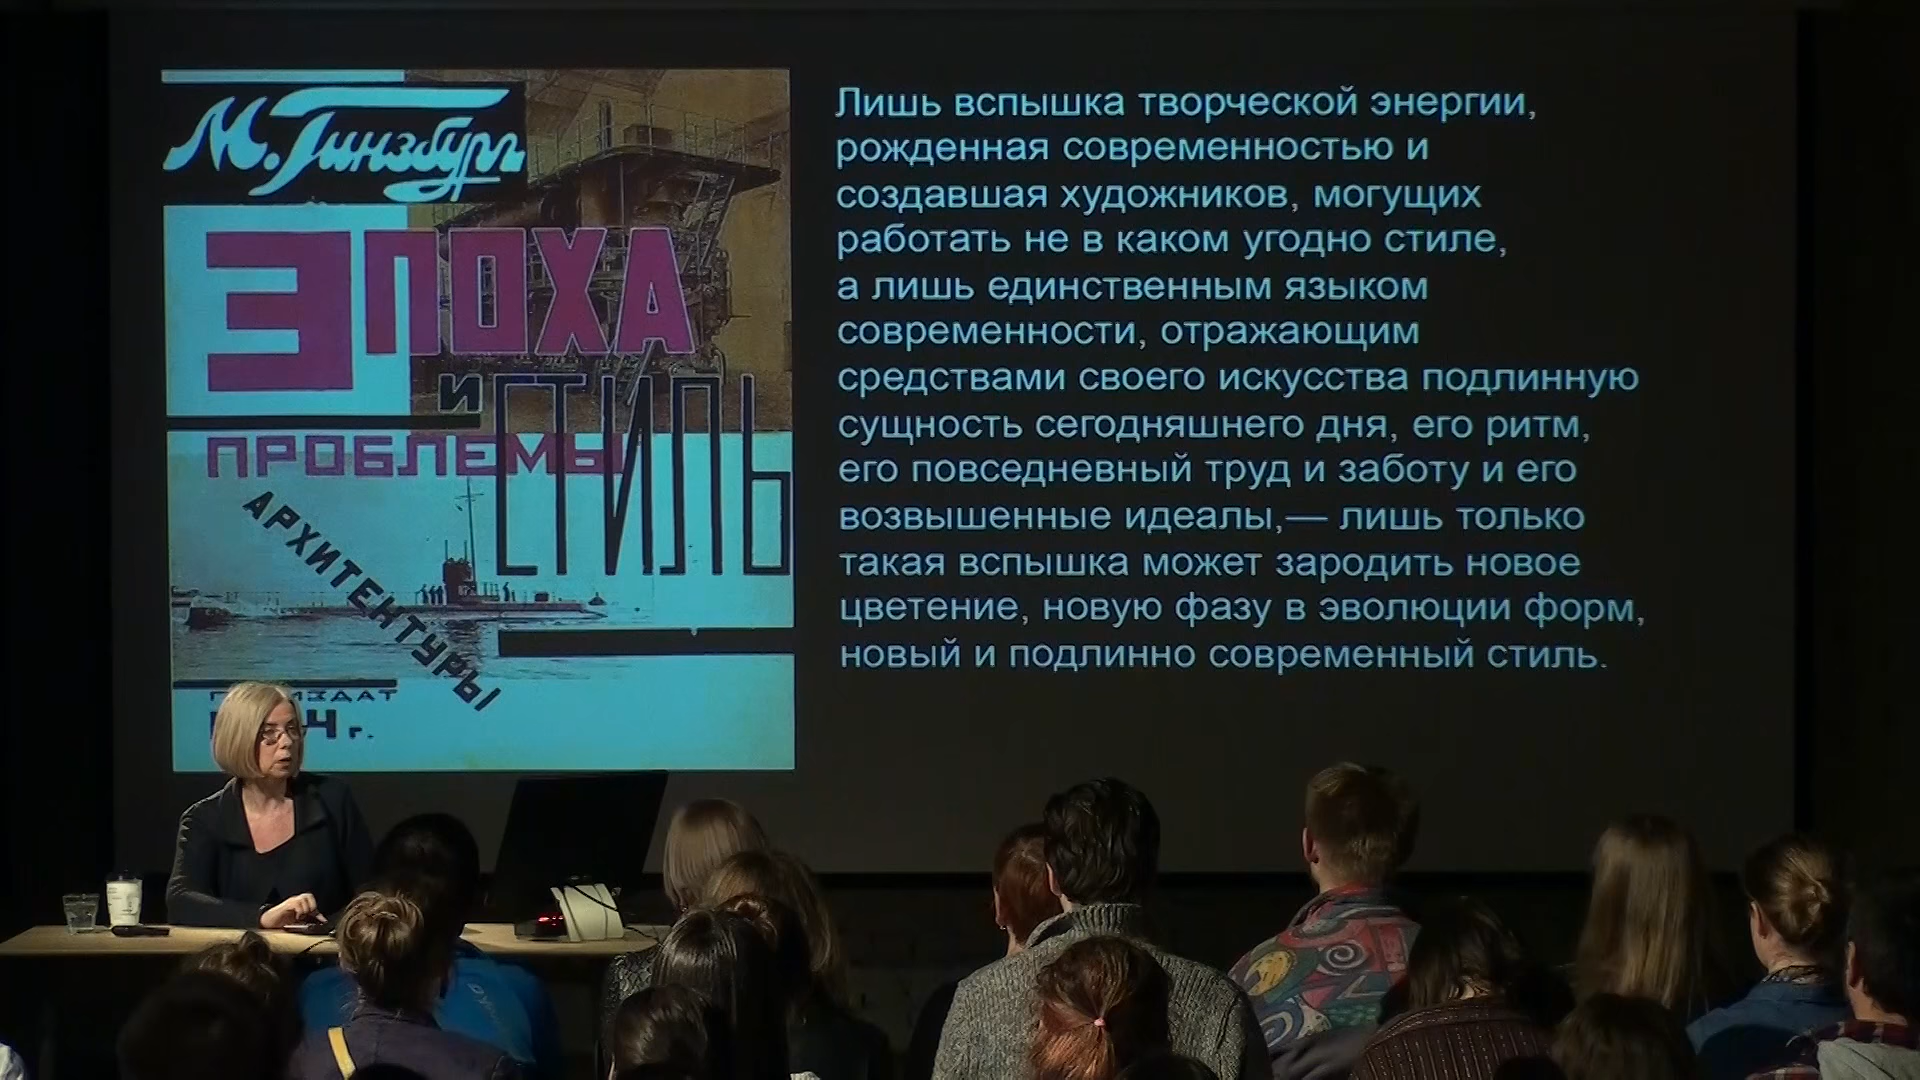 М. Гинзбург
ЭПОХА
и СТИЛЬ
ПРОБЛЕМЫ
АРХИТЕКТУРЫ
Лишь вспышка творческой энергии,
рожденная современностью и
создавшая художников, могущих
работать не в каком угодно стиле,
а лишь единственным языком
современности, отражающим
средствами своего искусства подлинную
сущность сегодняшнего дня, его ритм,
его повседневный труд и заботу и его
возвышенные идеалы,— лишь только
такая вспышка может зародить новое
цветение, новую фазу в эволюции форм,
новый и подлинно современный стиль.